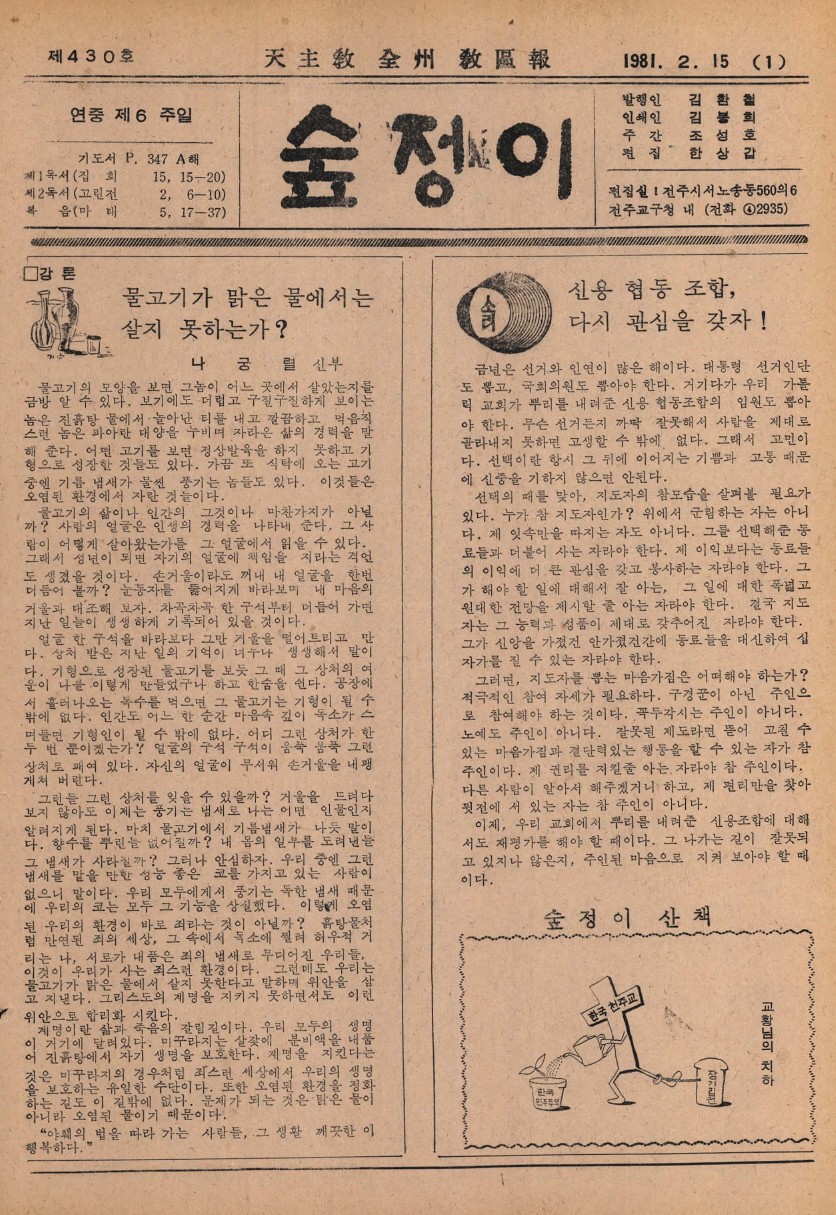 제430호
天主教 全州 教區報
1981. 2. 15 (1)
연중 제6 주일
기도서 P. 347 A해
제1독서(집 회 15, 15-20)
제2독서(고린전 2, 6-10)
복 음(마 태 5, 17-37)
숲정이
발행인 김환철
인쇄인 김봉희
주 간 조성호
편 집 한상갑
편집실 : 전주시서노송동560의6
전주교구청 내 (전화 ④2935)
□강 론
물고기가 맑은 물에서는
살지 못하는가?
나 궁 렬 신부
물고기의 모양을 보면 그놈이 어느 곳에서 살았는지를
금방 알 수 있다. 보기에도 더럽고 구질구질하게 보이는
놈은 진흙탕 물에서 놀아난 티를 내고 깔끔하고 먹음직
스런 놈은 파아란 대양을 누비며 자라온 삶의 경력을 말
해 준다. 어떤 고기를 보면 정상발육을 하지 못하고 기
형으로 성장한 것들도 있다. 가끔 또 식탁에 오는 고기
중엔 기름 냄새가 물씬 풍기는 놈들도 있다. 이것들은
오염된 환경에서 자란 것들이다.
물고기의 삶이나 인간의 그것이나 마찬가지가 아닐
까? 사람의 얼굴은 인생의 경력을 나타내 준다. 그 사
람이 어떻게 살아왔는가를 그 얼굴에서 읽을 수 있다.
그래서 성년이 되면 자기의 얼굴에 책임을 지라는 격언
도 생겼을 것이다. 손거울이라도 꺼내 내 얼굴을 한번
더듬어 볼까? 눈동자를 뚫어지게 바라보며 내 마음의
거울과 대조해 보자. 차곡차곡 한 구석부터 더듬어 가면
지난 일들이 생생하게 기록되어 있을 것이다.
얼굴 한 구석을 바라보다 그만 거울을 떨어트리고 만
다. 상처 받은 지난 일의 기억이 너무나 생생해서 말이
다. 기형으로 성장된 물고기를 보듯 그 때 그 상처의 여
운이 나를 이렇게 만들었구나 하고 한숨을 쉰다. 공장에
서 흘러나오는 독수를 먹으면 그 물고기는 기형이 될 수
밖에 없다. 인간도 어느 한 순간 마음속 깊이 독소가 스
며들면 기형인이 될 수 밖에 없다. 어디 그런 상처가 한
두 번 뿐이겠는가? 얼굴의 구석 구석이 움푹 움푹 그런
상처로 패여 있다. 자신의 얼굴이 무서워 손거울을 내팽
게쳐 버린다.
그런들 그런 상처를 잊을 수 있을까? 거울을 드려다
보지 않아도 이제는 풍기는 냄새로 나는 어떤 인물인지
알려지게 된다. 마치 물고기에서 기름냄새가 나듯 말이
다. 향수를 뿌린들 없어질까? 내 몸의 일부를 도려낸들
그 냄새가 사라질까? 그러나 안심하자. 우리 중엔 그런
냄새를 맡을 만한 성능 좋은 코를 가지고 있는 사람이
없으니 말이다. 우리 모두에게서 풍기는 독한 냄새 때문
에 우리의 코는 모두 그 기능을 상실했다. 이렇게 오염
된 우리의 환경이 바로 죄라는 것이 아닐까? 흙탕물처
럼 만연된 죄의 세상, 그 속에서 독소에 찔려 허우적 거
리는 나, 서로가 내품은 죄의 냄새로 무디어진 우리들,
이것이 우리가 사는 죄스런 환경이다. 그런데도 우리는
물고기가 맑은 물에서 살지 못한다고 말하며 위안을 삼
고 지낸다. 그리스도의 계명을 지키지 못하면서도 이런
위안으로 합리화 시킨다.
계명이란 삶과 죽음의 갈림길이다. 우리 모두의 생명
이 거기에 달려있다. 미꾸라지는 살갗에 분비액을 내품
어 진흙탕에서 자기 생명을 보호한다. 계명을 지킨다는
것은 미꾸라지의 경우처럼 죄스런 세상에서 우리의 생명
을 보호하는 유일한 수단이다. 또한 오염된 환경을 정화
하는 길도 이 길밖에 없다. 문제가 되는 것은 맑은 물이
아니라 오염된 물이기 때문이다.
“야훼의 법을 따라 가는 사람들, 그 생활 깨끗한 이
행복하다.”
소리
신용 협동 조합,
다시 관심을 갖자!
금년은 선거와 인연이 많은 해이다. 대통령 선거인단
도 뽑고, 국회의원도 뽑아야 한다. 거기다가 우리 가톨
릭 교회가 뿌리를 내려준 신용 협동조합의 임원도 뽑아
야 한다. 무슨 선거든지 까딱 잘못해서 사람을 제대로
골라내지 못하면 고생할 수 밖에 없다. 그래서 고민이
다. 선택이란 항시 그 뒤에 이어지는 기쁨과 고통 때문
에 신중을 기하지 않으면 안된다.
선택의 때를 맞아, 지도자의 참모습을 살펴볼 필요가
있다. 누가 참 지도자인가? 위에서 군림하는 자는 아니
다. 제 잇속만을 따지는 자도 아니다. 그를 선택해준 동
료들과 더불어 사는 자라야 한다. 제 이익보다는 동료들
의 이익에 더 큰 관심을 갖고 봉사하는 자라야 한다. 그
가 해야 할 일에 대해서 잘 아는, 그 일에 대한 폭넓고
원대한 전망을 제시할 줄 아는 자라야 한다. 결국 지도
자는 그 능력과 성품이 제대로 갖추어진 자라야 한다.
그가 신앙을 가졌건 안가졌건간에 동료들을 대신하여 십
자가를 질 수 있는 자라야 한다.
그러면, 지도자를 뽑는 마음가짐은 어떠해야 하는가?
적극적인 참여 자세가 필요하다. 구경꾼이 아닌 주인으
로 참여해야 하는 것이다. 꼭두각시는 주인이 아니다.
노예도 주인이 아니다. 잘못된 제도라면 뜯어 고칠 수
있는 마음가짐과 결단력있는 행동을 할 수 있는 자가 참
주인이다. 제 권리를 지킬줄 아는 자라야 참 주인이다.
다른 사람이 알아서 해주겠거니 하고, 제 편리만을 찾아
뒷전에 서 있는 자는 참 주인이 아니다.
이제, 우리 교회에서 뿌리를 내려준 신용조합에 대해
서도 재평가를 해야 할 때이다. 그 나가는 길이 잘못되
고 있지나 않은지, 주인된 마음으로 지켜 보아야 할 때
이다.
숲정이 산책
한국 천주교
한국
민주주의
장기집권
교황님의 치하